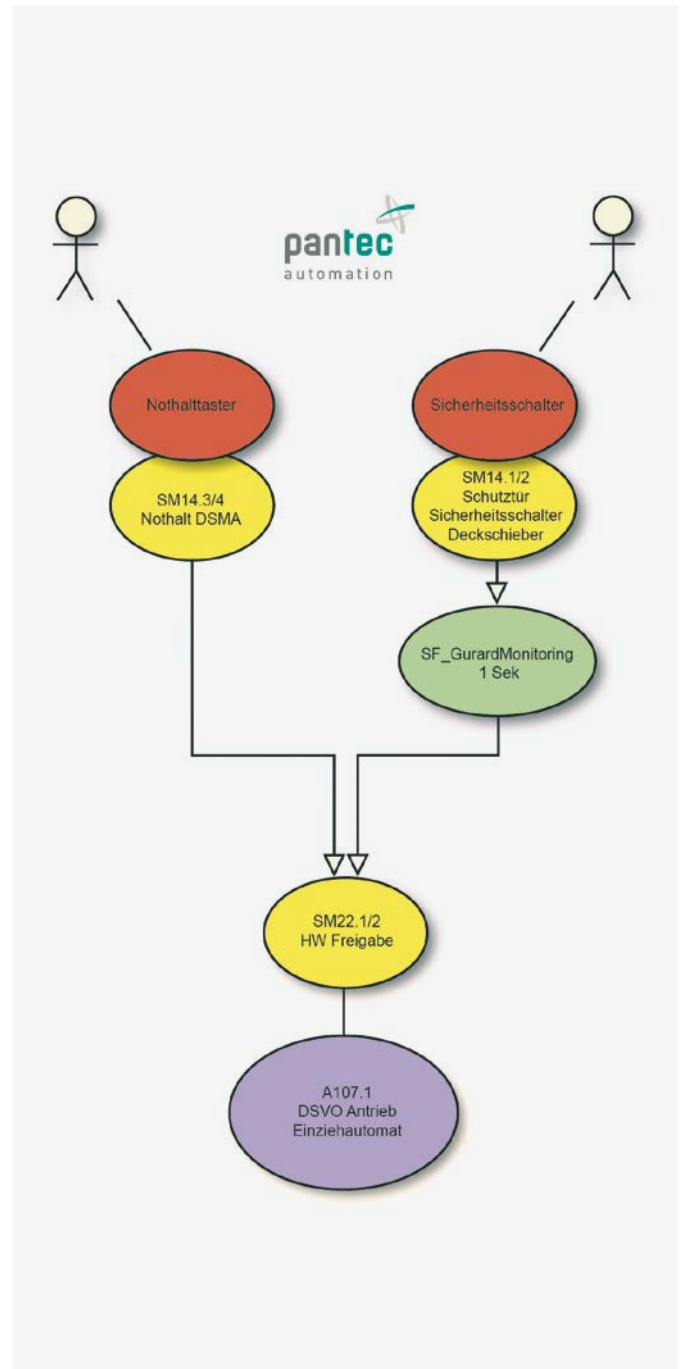 pantec
automation
Nothalttaster
Sicherheitsschalter
SM14.3/4
Nothalt DSMA
SM14.1/2
Schutztür
Sicherheitsschalter
Deckschieber
SF_GurardMonitoring
1 Sek
SM22.1/2
HW Freigabe
A107.1
DSVO Antrieb
Einziehautomat